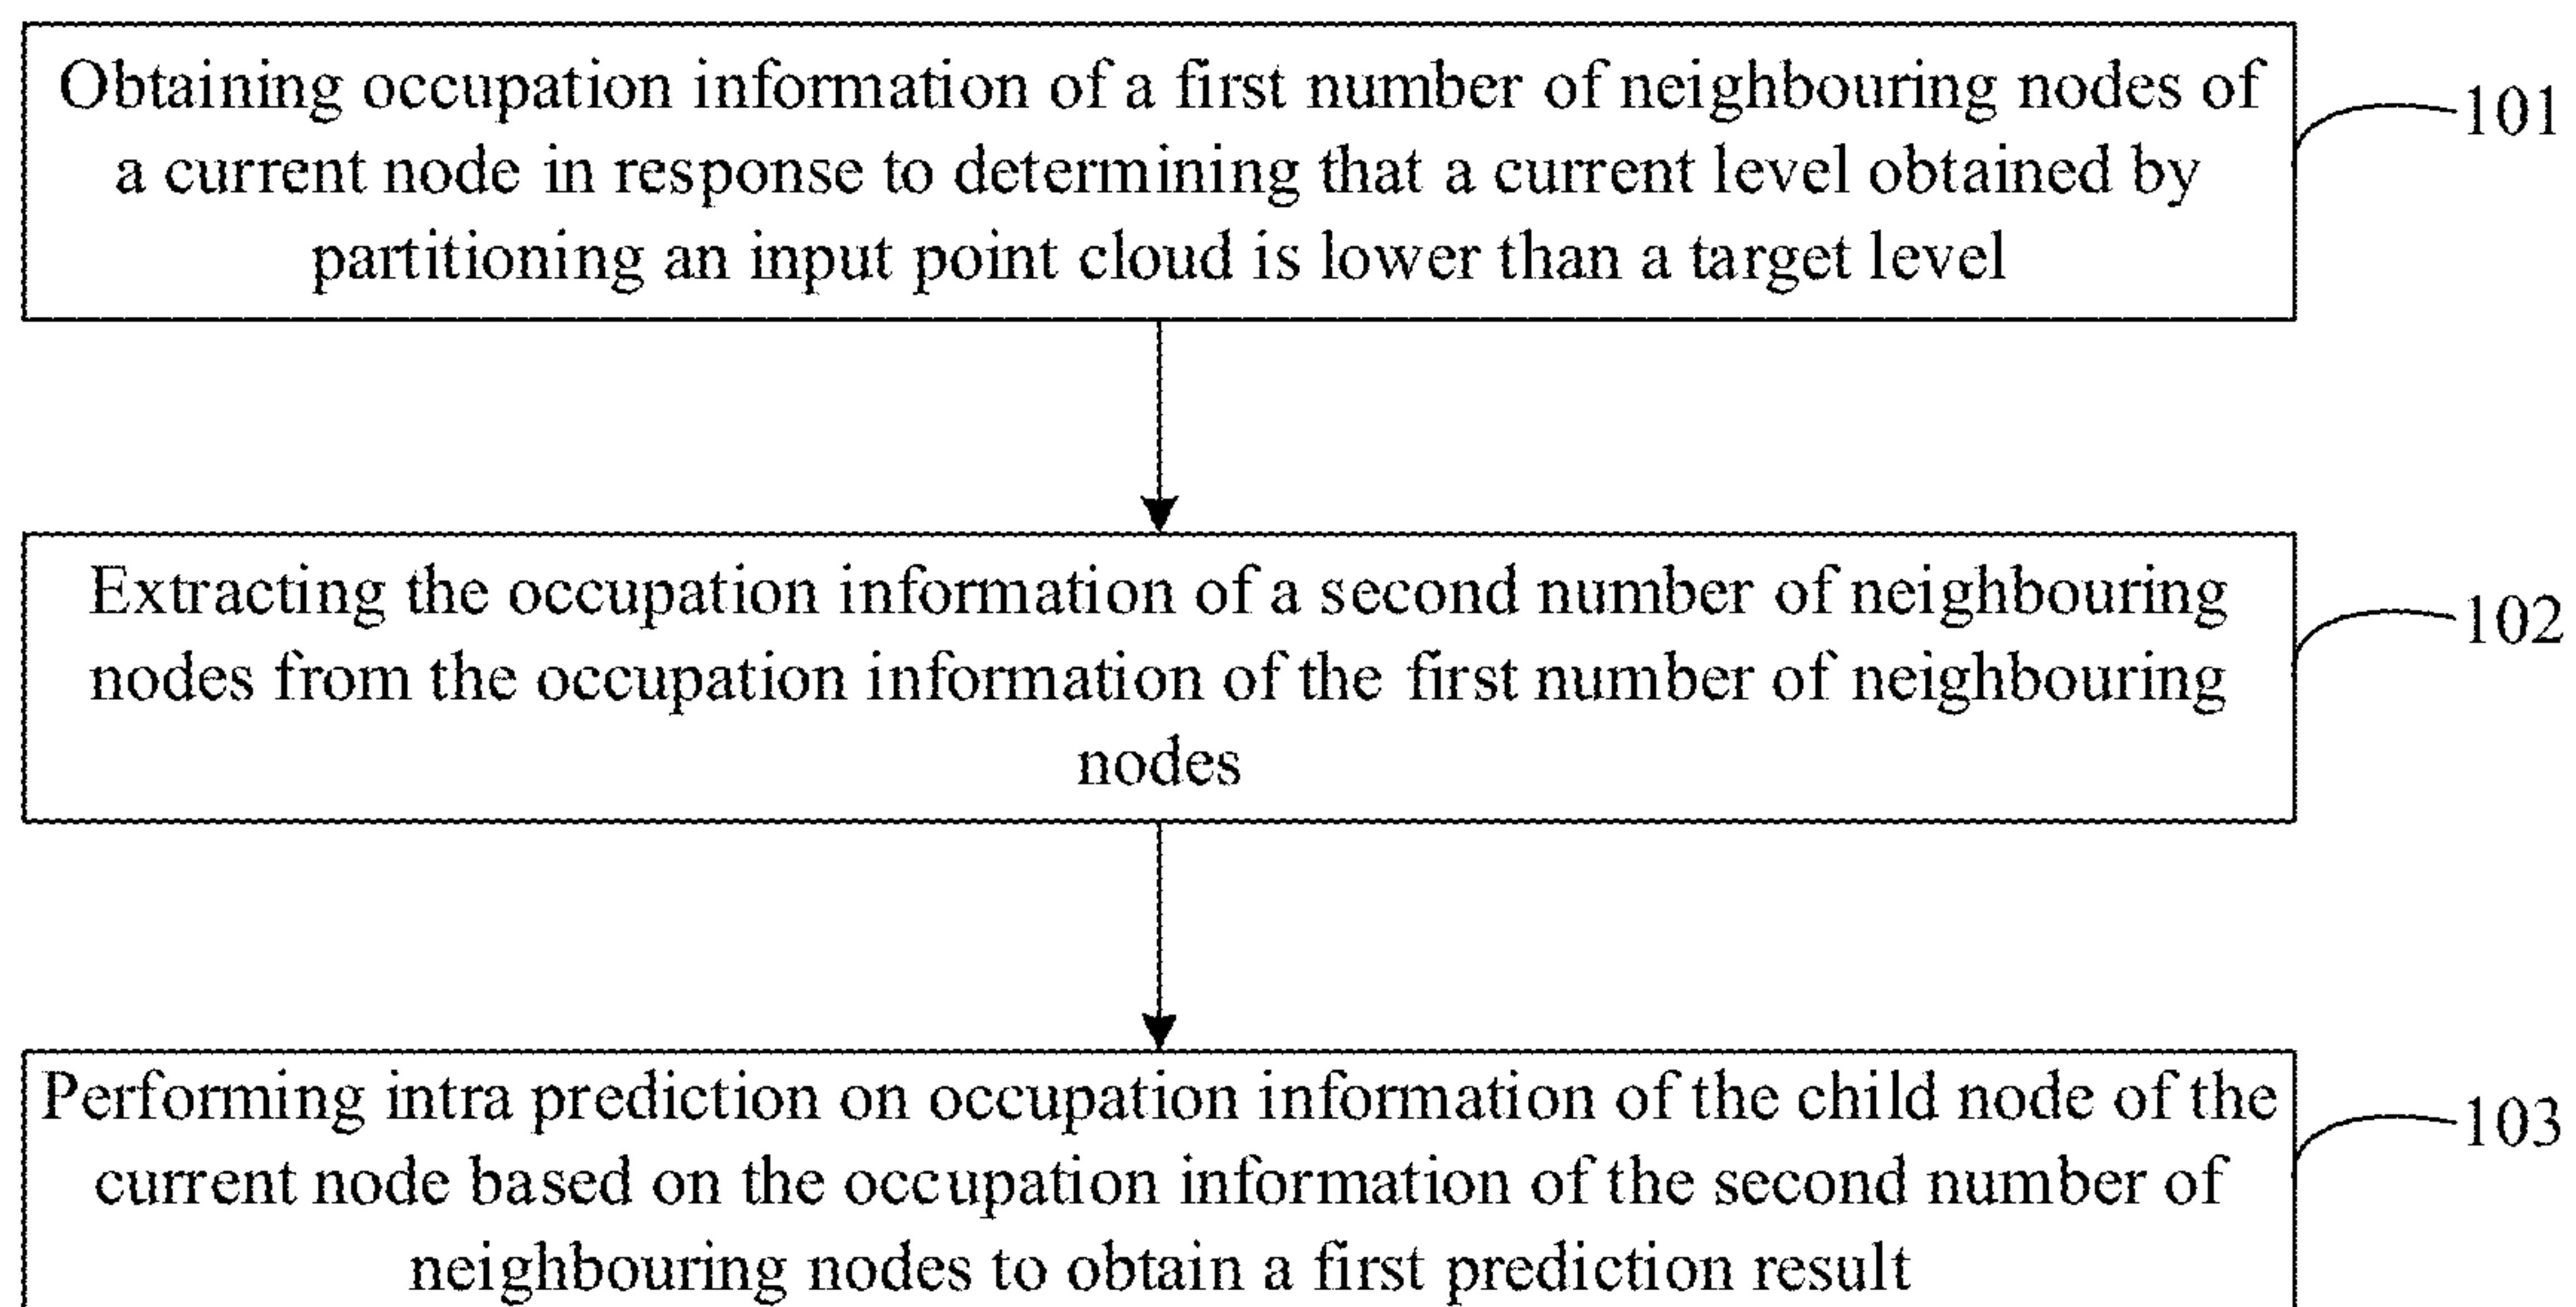 Obtaining occupation information of a first number of neighbouring nodes of
a current node in response to determining that a current level obtained by
partitioning an input point cloud is lower than a target level
101
Extracting the occupation information of a second number of neighbouring
nodes from the occupation information of the first number of neighbouring
nodes
102
Performing intra prediction on occupation information of the child node of the
current node based on the occupation information of the second number of
neighbouring nodes to obtain a first prediction result
103